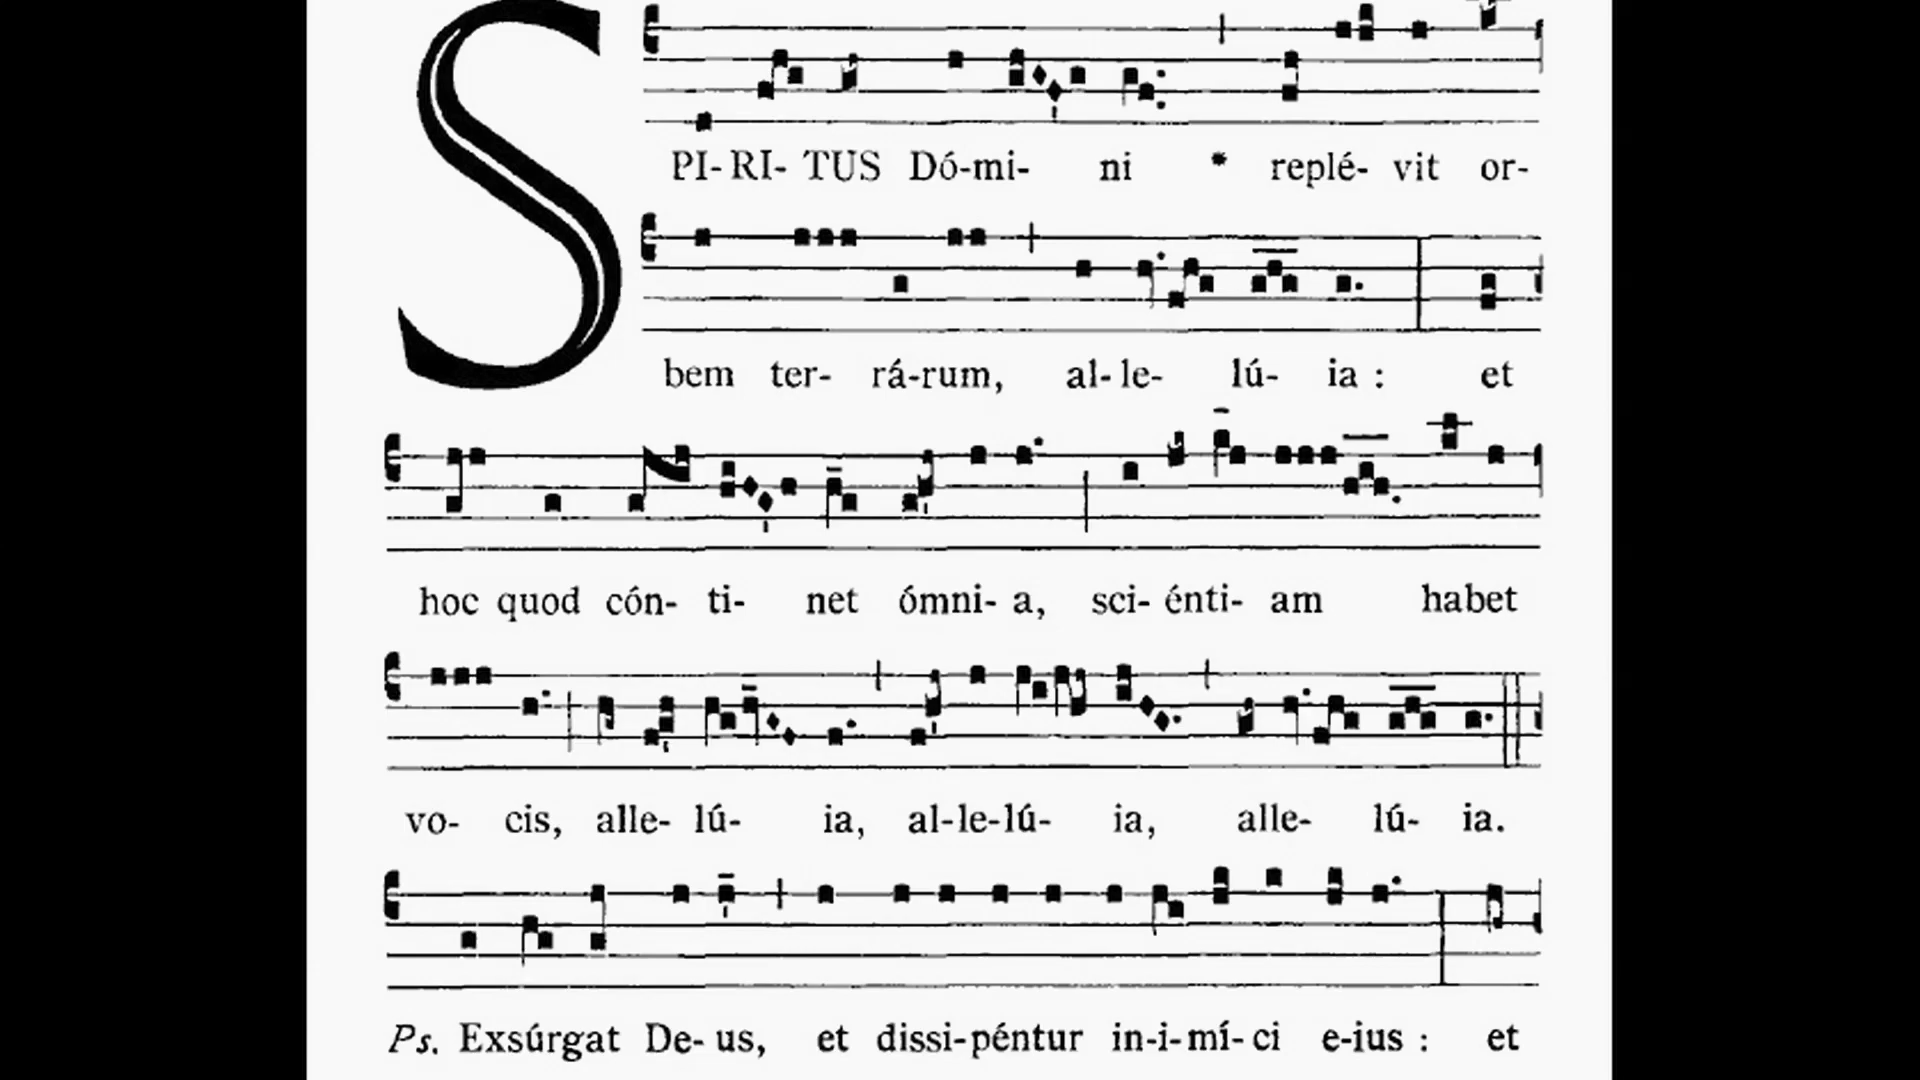 SPI-RI- TUS Dó-mi- ni * replé- vit or-
bem ter- rá-rum, al-le- lú- ia : et
hoc quod cón- ti- net ómni- a, sci- énti- am habet
vo- cis, alle- lú- ia, al-le-lú- ia, alle- lú- ia.
Ps. Exsúrgat De- us, et dissi-péntur in-i-mí- ci e-ius : et